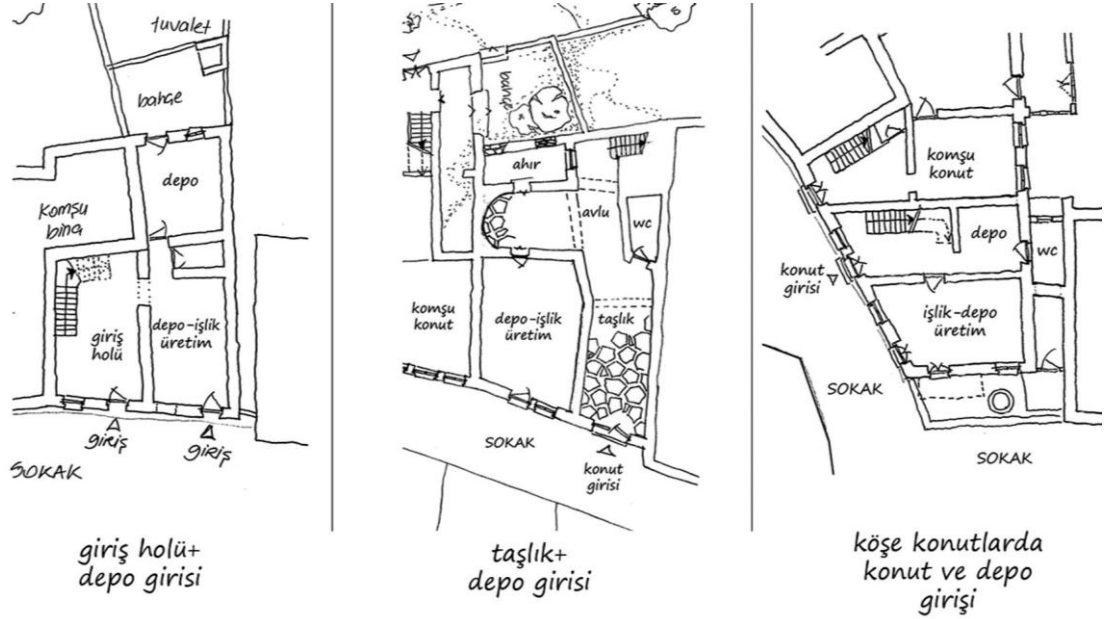 tuvalet
bahçe
depo
Komşu
bina
giriş
holü
depo-işlik
üretim
giriş
giriş
SOKAK
giriş holü+
depo girisi
bahçe
ahır
avlu
wc
komşu
konut
depo-işlik
üretim
taşlık
SOKAK
konut
girisi
taşlık+
depo girisi
komşu
konut
depo
wc
konut
girisi
işlik-depo
üretim
SOKAK
SOKAK
köşe konutlarda
konut ve depo
girişi